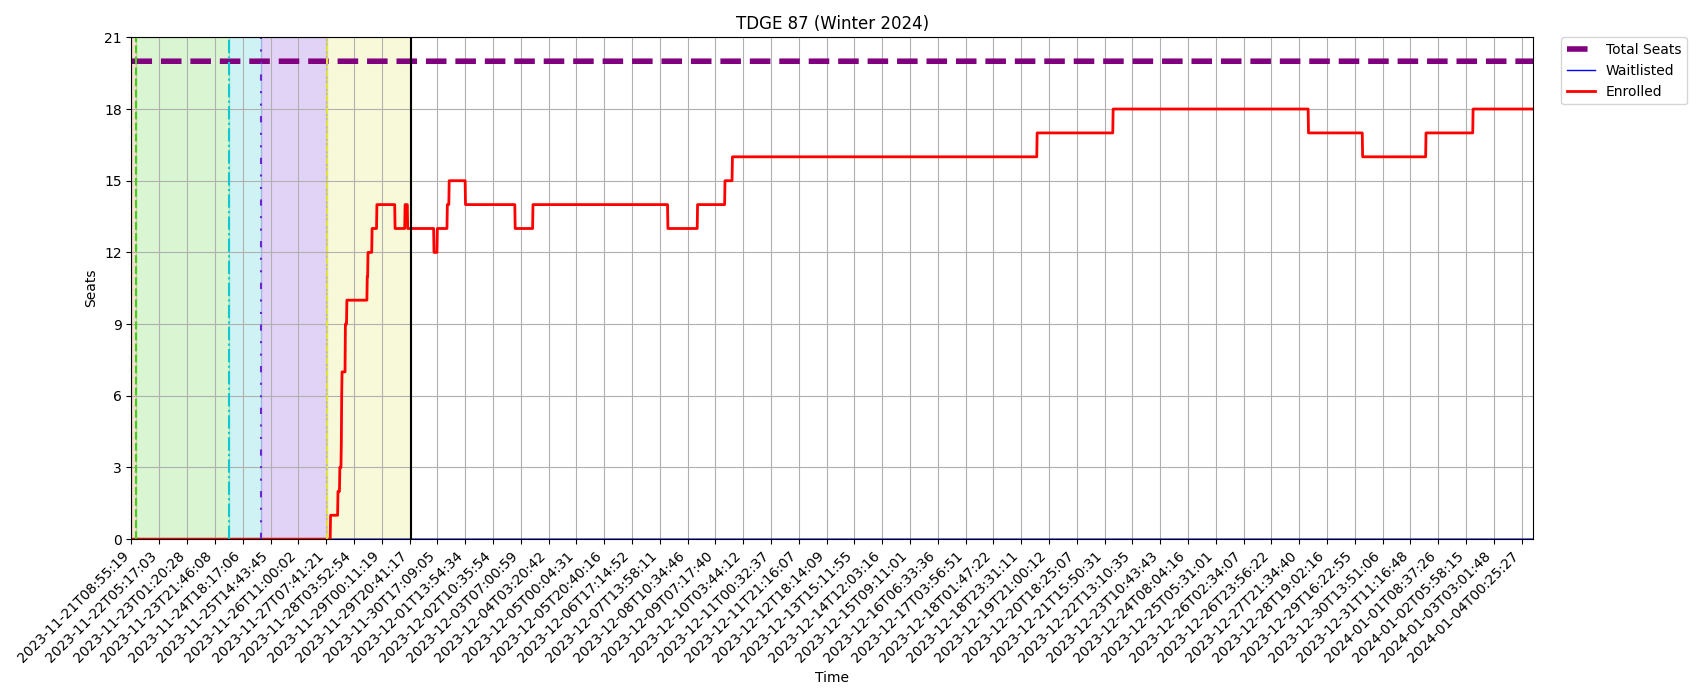 TDGE 87 (Winter 2024)
Total Seats
Waitlisted
Enrolled
Seats
21
18
15
12
9
6
3
0
2023-11-21T08:55:19
2023-11-22T05:17:03
2023-11-23T01:20:28
2023-11-23T21:46:08
2023-11-24T18:17:06
2023-11-25T14:43:45
2023-11-26T11:00:02
2023-11-27T07:41:21
2023-11-28T03:52:54
2023-11-29T00:11:19
2023-11-29T20:41:17
2023-11-30T17:09:05
2023-12-01T13:54:34
2023-12-02T10:35:54
2023-12-03T07:00:59
2023-12-04T03:20:42
2023-12-05T00:04:31
2023-12-05T20:40:16
2023-12-06T17:14:52
2023-12-07T13:58:11
2023-12-08T10:34:46
2023-12-09T07:17:40
2023-12-10T03:44:12
2023-12-11T00:32:37
2023-12-11T21:16:07
2023-12-12T18:14:09
2023-12-13T15:11:55
2023-12-14T12:03:16
2023-12-15T09:11:01
2023-12-16T06:33:36
2023-12-17T03:56:51
2023-12-18T01:47:22
2023-12-18T23:31:11
2023-12-19T21:00:12
2023-12-20T18:25:07
2023-12-21T15:50:31
2023-12-22T13:10:35
2023-12-23T10:43:43
2023-12-24T08:04:16
2023-12-25T05:31:01
2023-12-26T02:34:07
2023-12-26T23:56:22
2023-12-27T21:34:40
2023-12-28T19:02:16
2023-12-29T16:22:55
2023-12-30T13:51:06
2023-12-31T11:16:48
2024-01-01T08:37:26
2024-01-02T05:58:15
2024-01-03T03:01:48
2024-01-04T00:25:27
Time